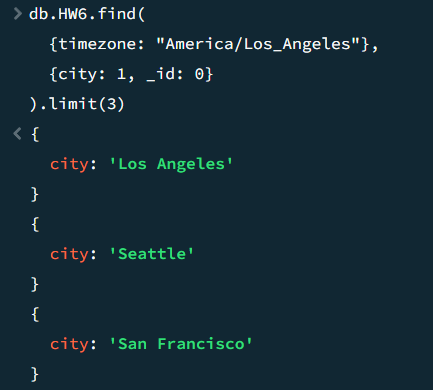 > db.HW6.find(
{timezone: "America/Los_Angeles"},
{city: 1, _id: 0}
).limit(3)
< {
city: 'Los Angeles'
}
{
city: 'Seattle'
}
{
city: 'San Francisco'
}